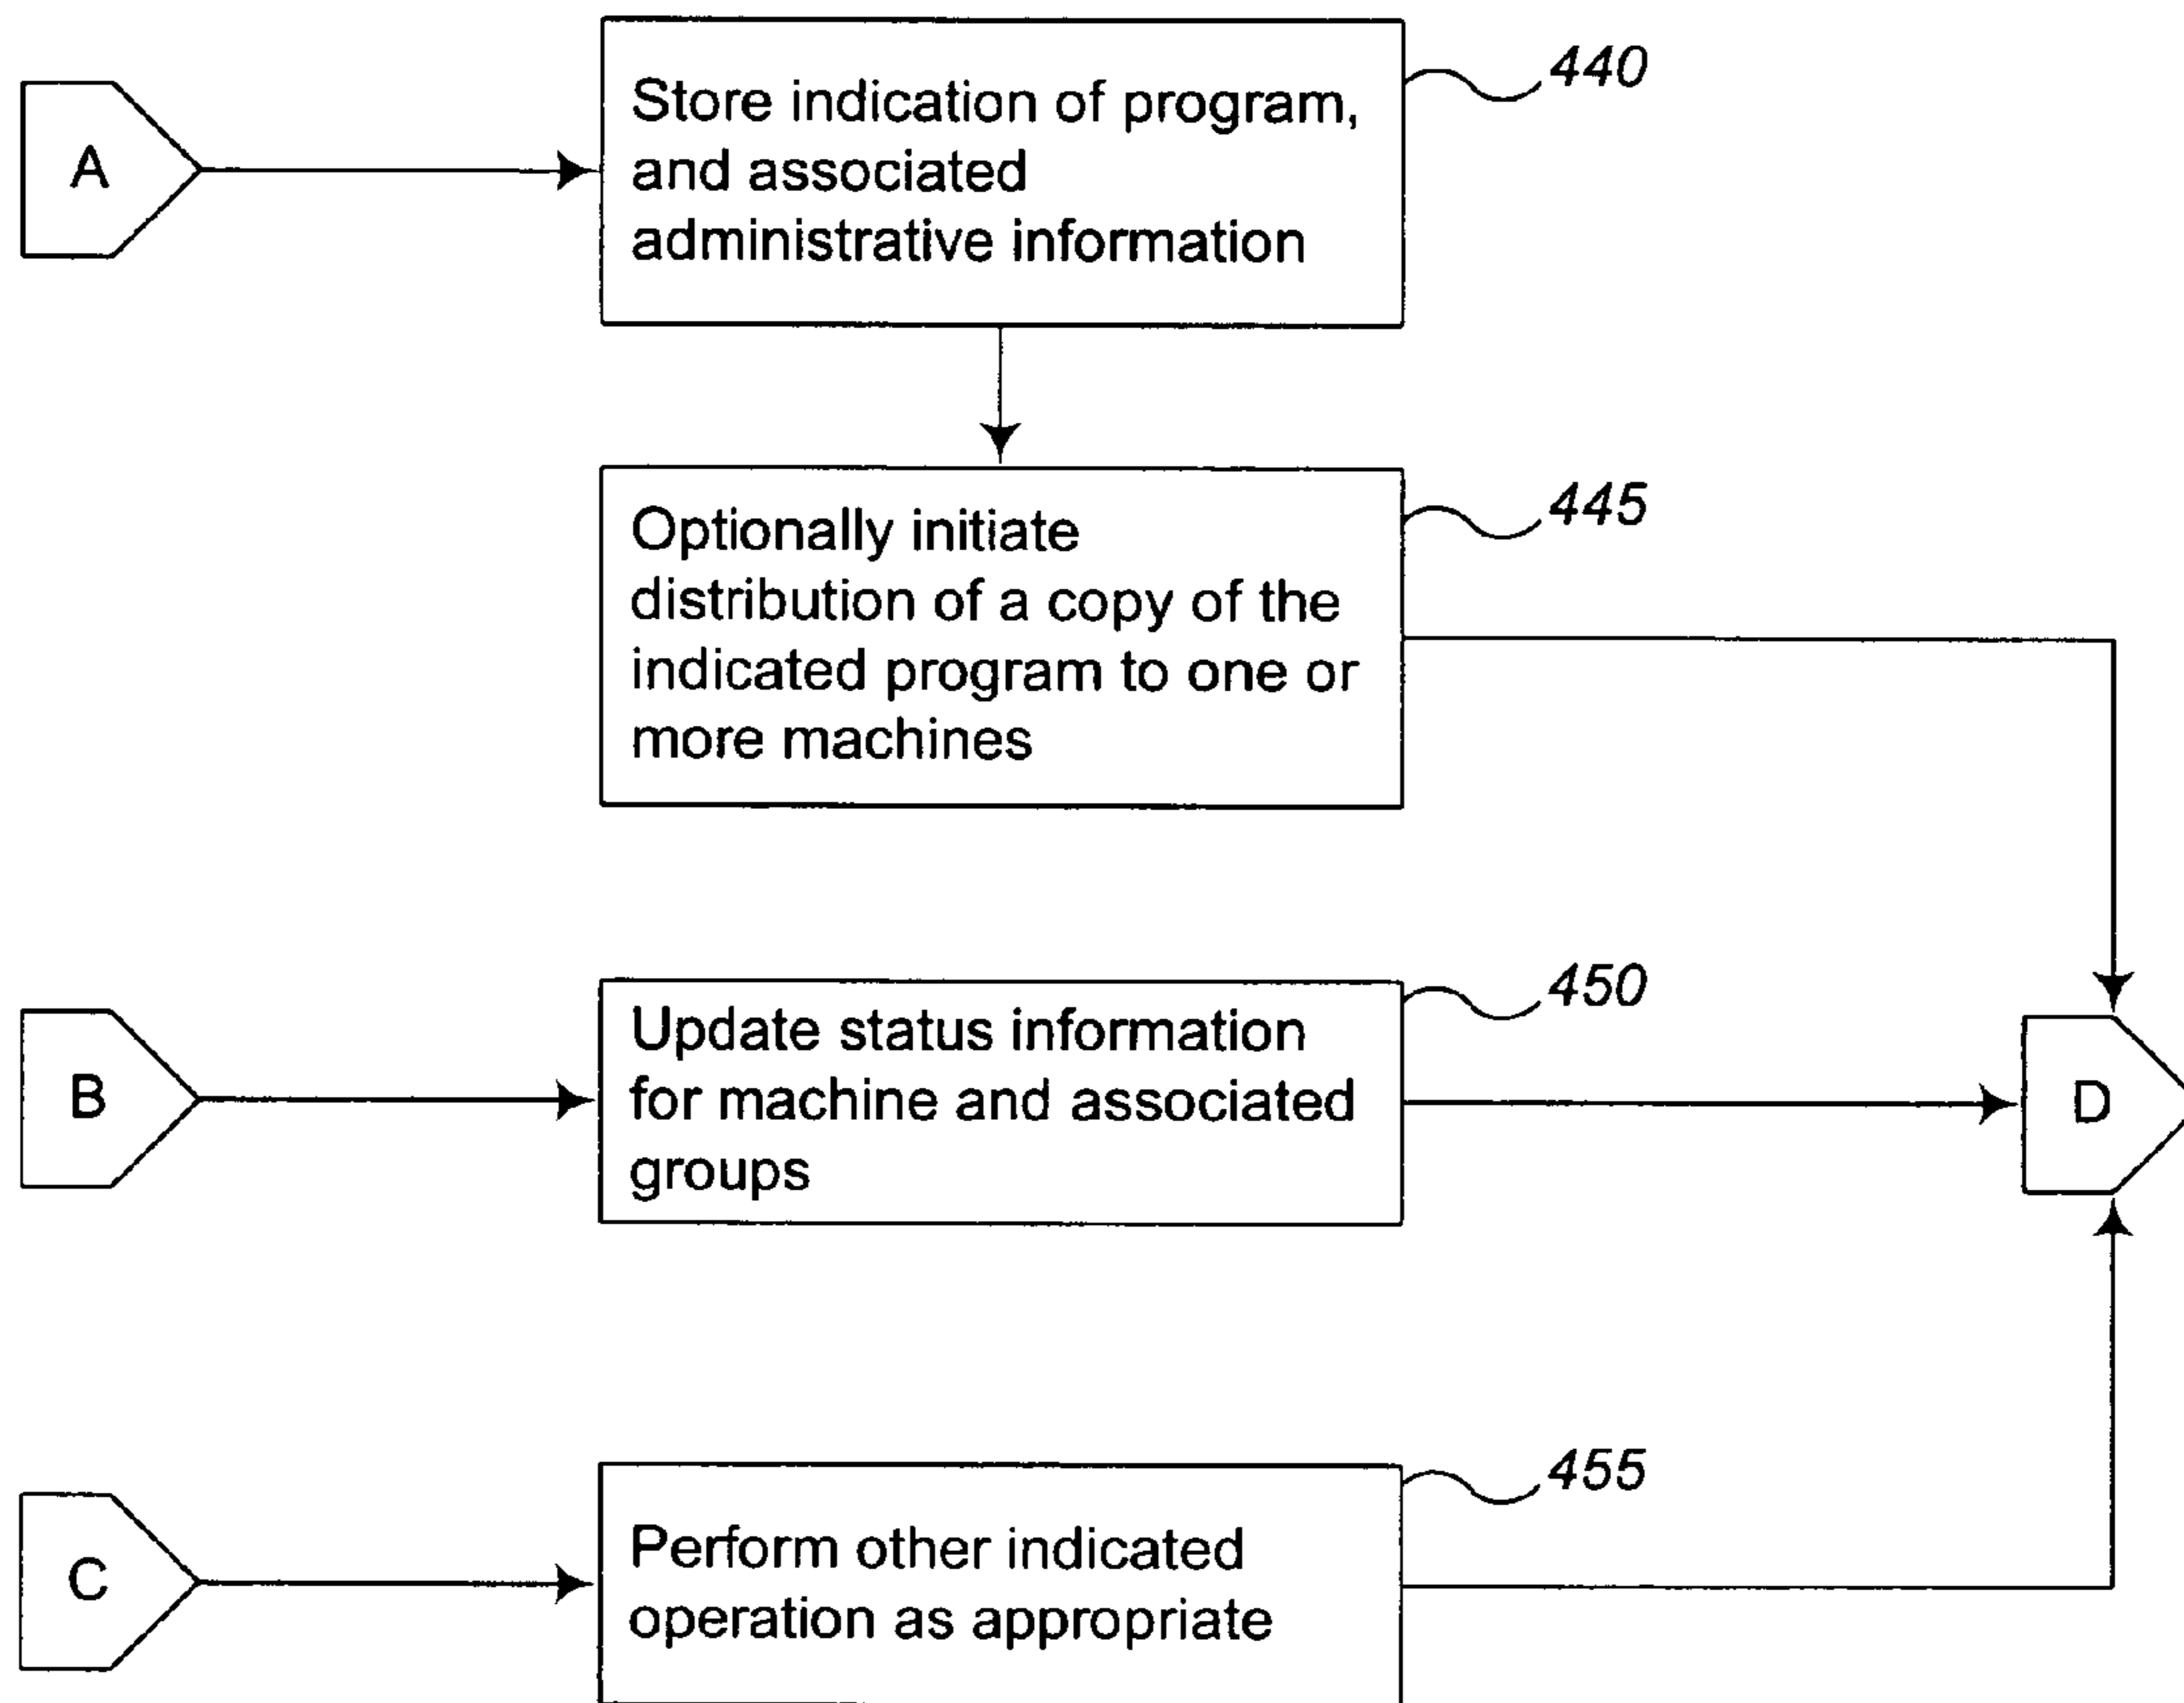 A
Store indication of program,
and associated
administrative information
440
Optionally initiate
distribution of a copy of the
indicated program to one or
more machines
445
B
Update status information
for machine and associated
groups
450
D
C
Perform other indicated
operation as appropriate
455